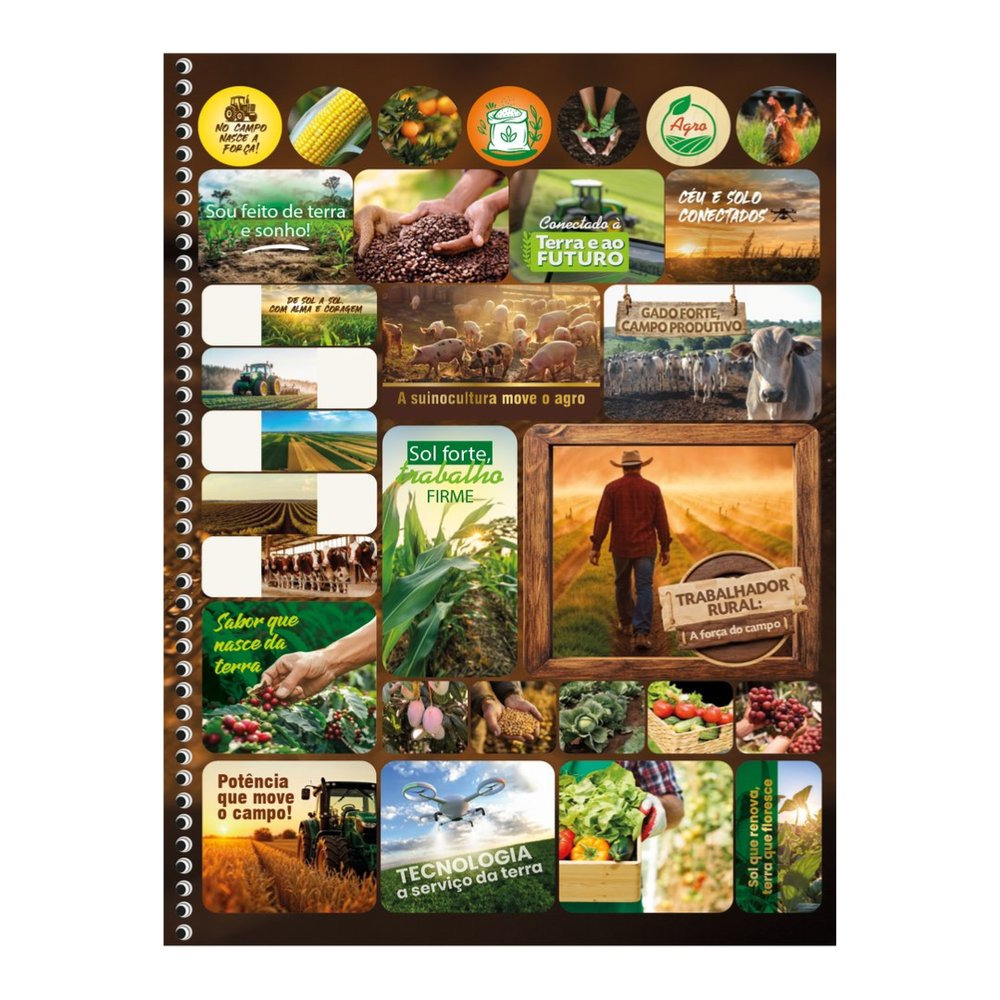 NO CAMPO
NASCE A
FORÇA!
Agro
Sou feito de terra
e sonho!
Conectado à
Terra e ao
FUTURO
CÉU E SOLO
CONECTADOS
DE SOL A SOL,
COM ALMA E CORAGEM
A suinocultura move o agro
GADO FORTE,
CAMPO PRODUTIVO
Sol forte,
trabalho
FIRME
TRABALHADOR
RURAL:
A força do campo
Sabor que
nasce da
terra
Potência
que move
o campo!
TECNOLOGIA
a serviço da terra
Sol que renova,
terra que floresce